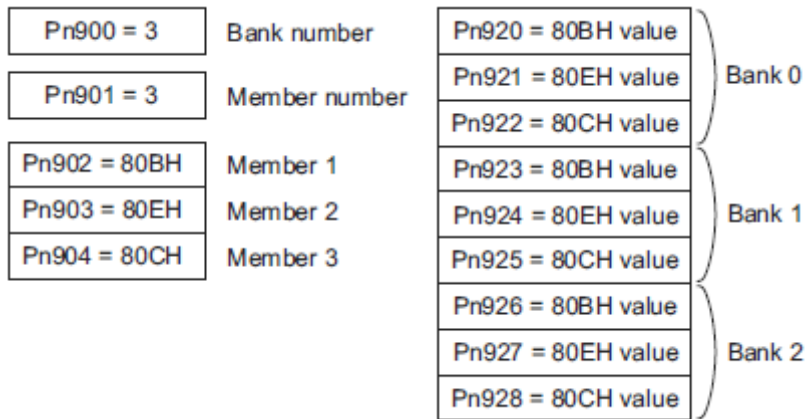 Pn900 = 3 Bank number
Pn901 = 3 Member number
Pn902 = 80BH Member 1
Pn903 = 80EH Member 2
Pn904 = 80CH Member 3
Pn920 = 80BH value
Pn921 = 80EH value
Pn922 = 80CH value
Bank 0
Pn923 = 80BH value
Pn924 = 80EH value
Pn925 = 80CH value
Bank 1
Pn926 = 80BH value
Pn927 = 80EH value
Pn928 = 80CH value
Bank 2